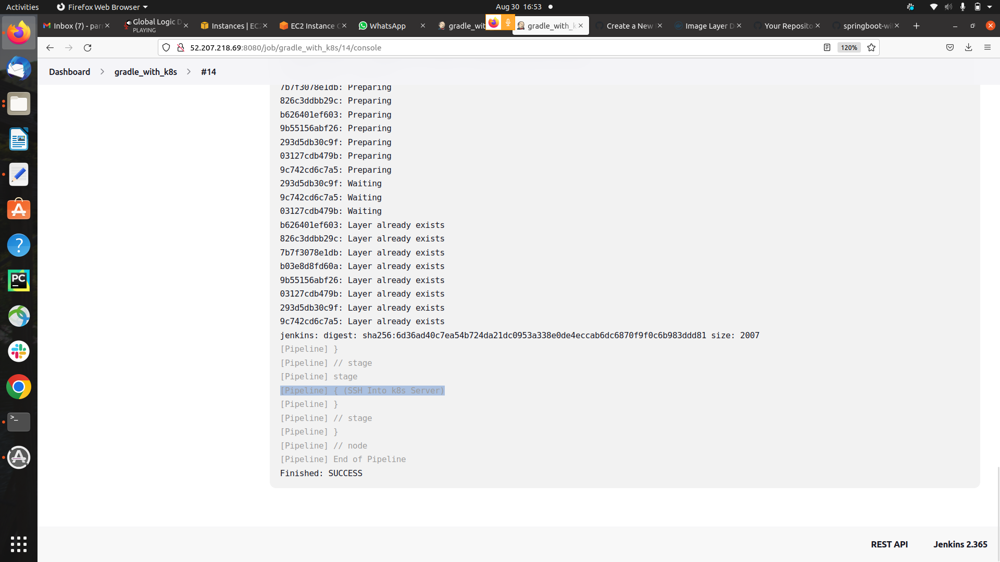 Activities
Firefox Web Browser
Aug 30 16:53
Inbox (7) - par
Global Logic D
PLAYING
Instances | EC2
EC2 Instance C
WhatsApp
gradle_wit
gradle_with_k
Create a New
Image Layer D
Your Reposito
springboot-wi
52.207.218.69:8080/job/gradle_with_k8s/14/console
120%
Dashboard
gradle_with_k8s
#14
7b7f3078e1db: Preparing
826c3ddbb29c: Preparing
b626401ef603: Preparing
9b55156abf26: Preparing
293d5db30c9f: Preparing
03127cdb479b: Preparing
9c742cd6c7a5: Preparing
293d5db30c9f: Waiting
9c742cd6c7a5: Waiting
03127cdb479b: Waiting
b626401ef603: Layer already exists
826c3ddbb29c: Layer already exists
7b7f3078e1db: Layer already exists
b03e8d8fd60a: Layer already exists
9b55156abf26: Layer already exists
03127cdb479b: Layer already exists
293d5db30c9f: Layer already exists
9c742cd6c7a5: Layer already exists
jenkins: digest: sha256:6d36ad40c7ea54b724da21dc0953a338e0de4eccab6dc6870f9f0c6b983ddd81 size: 2007
[Pipeline] }
[Pipeline] // stage
[Pipeline] stage
[Pipeline] { (SSH Into k8s Server)
[Pipeline] }
[Pipeline] // stage
[Pipeline] }
[Pipeline] // node
[Pipeline] End of Pipeline
Finished: SUCCESS
REST API
Jenkins 2.365